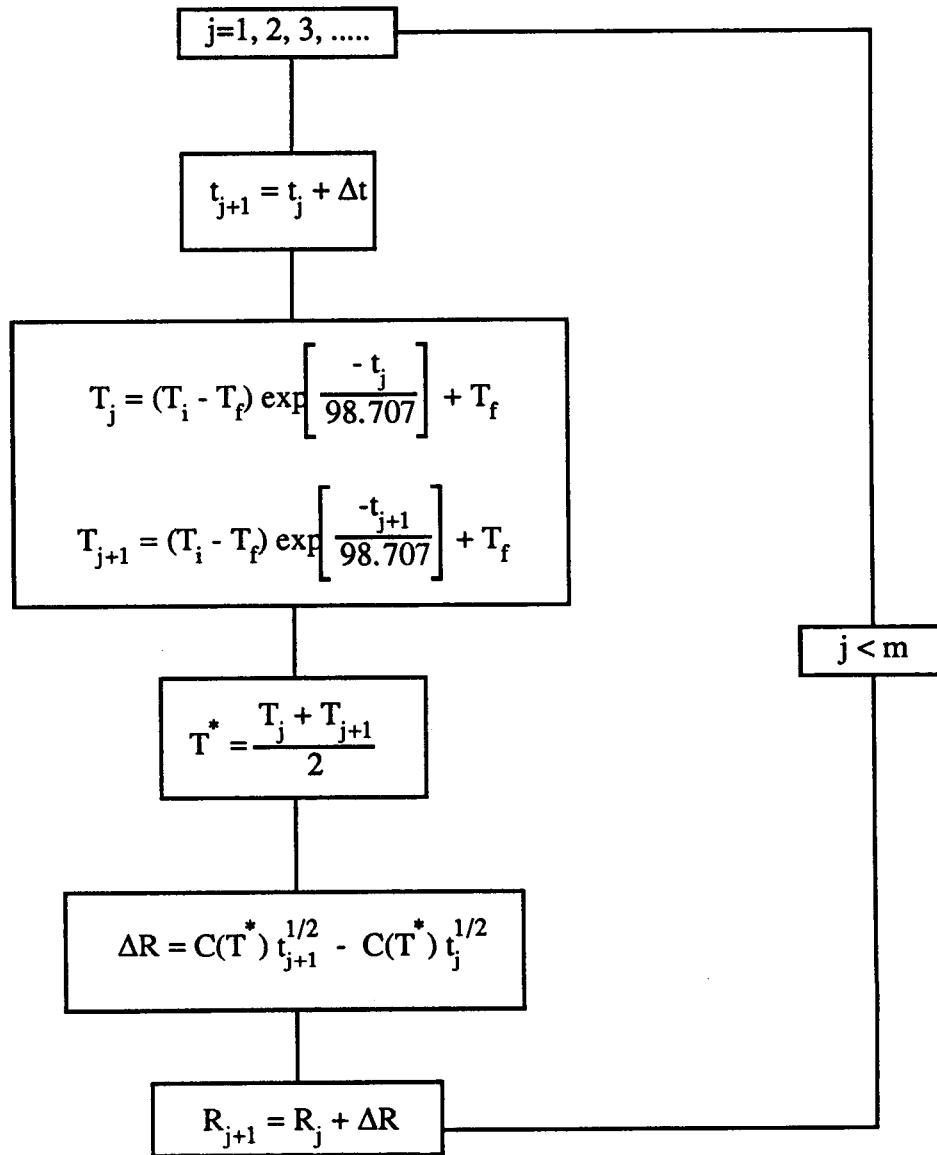 j=1, 2, 3, .....
t_{j+1} = t_j + Δt
T_j = (T_i - T_f) exp[ - t_j / 98.707 ] + T_f
T_{j+1} = (T_i - T_f) exp[ -t_{j+1} / 98.707 ] + T_f
j < m
T^* = (T_j + T_{j+1}) / 2
ΔR = C(T^*) t_{j+1}^{1/2} - C(T^*) t_j^{1/2}
R_{j+1} = R_j + ΔR